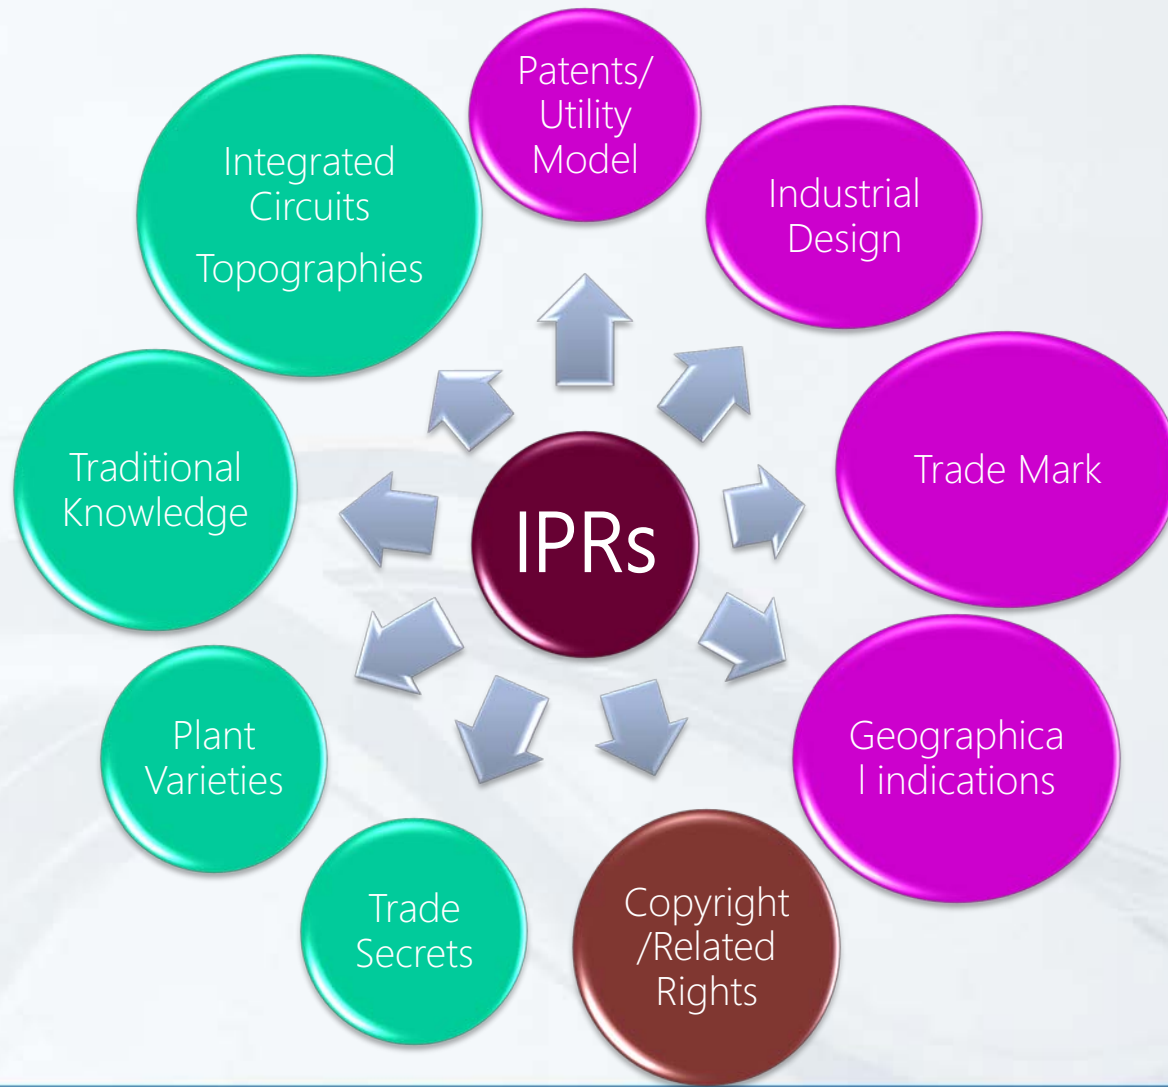 Patents/
Utility
Model
Industrial
Design
Trade Mark
Geographica
l indications
Copyright
/Related
Rights
Trade
Secrets
Plant
Varieties
Traditional
Knowledge
Integrated
Circuits
Topographies
IPRs